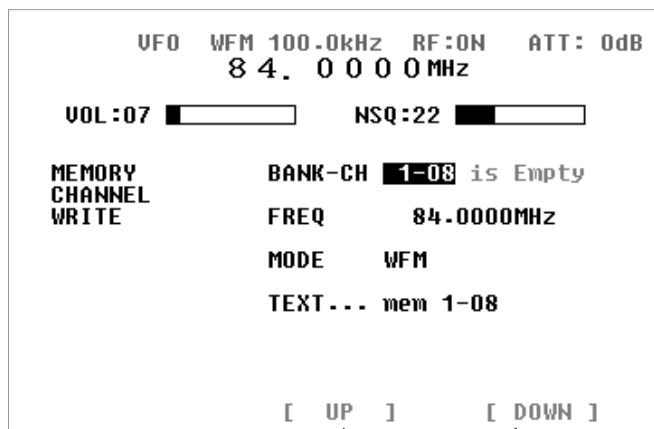 VFO WFM 100.0kHz RF:ON ATT: 0dB
84.0000MHz
VOL:07 NSQ:22
MEMORY BANK-CH 1-08 is Empty
CHANNEL
WRITE FREQ 84.0000MHz
MODE WFM
TEXT... mem 1-08
[ UP ] [ DOWN ]